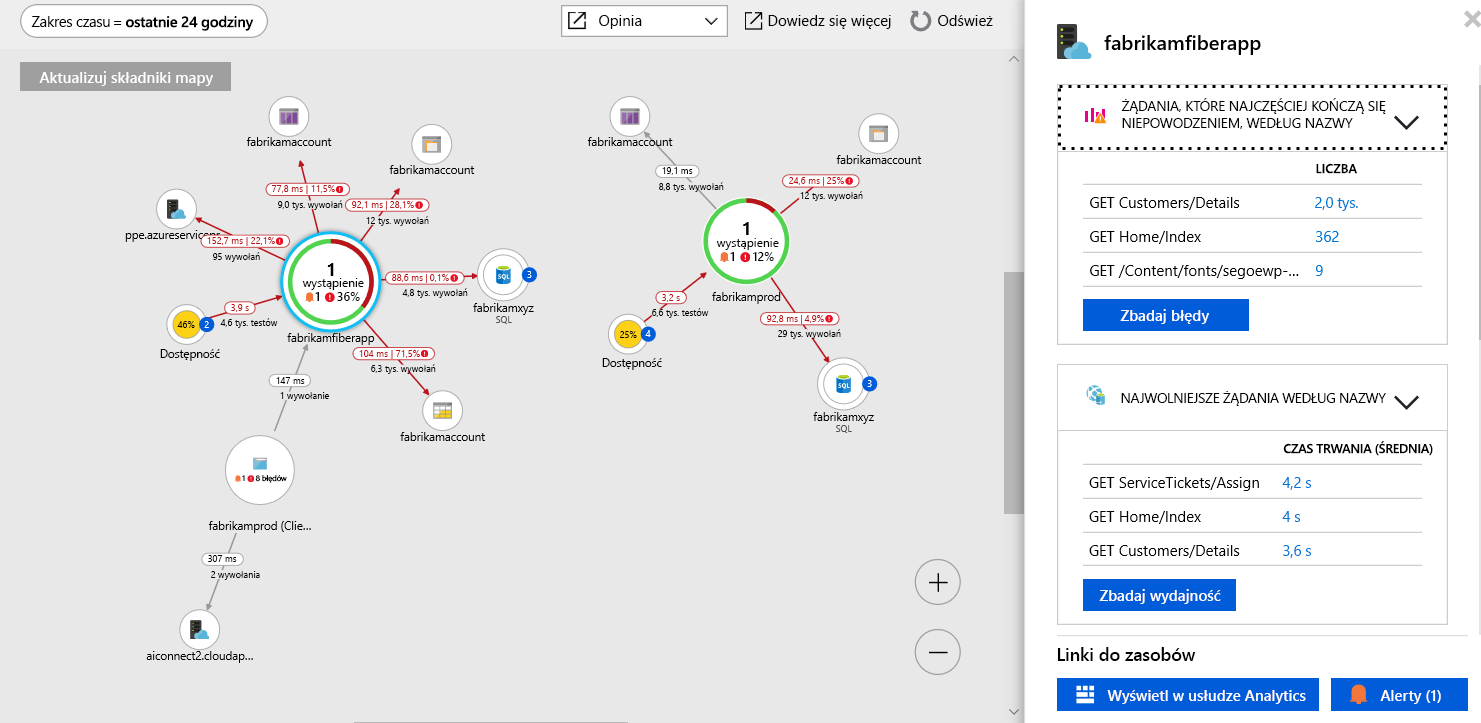 Zakres czasu = ostatnie 24 godziny
Opinia
Dowiedz się więcej
Odśwież
Aktualizuj składniki mapy
fabrikamaccount
fabrikamaccount
77,8 ms | 11,5%
9,0 tys. wywołań
92,1 ms | 28,1%
12 tys. wywołań
ppe.azureservicepr
152,7 ms | 22,1%
95 wywołań
1
wystąpienie
1 36%
fabrikamfiberapp
88,6 ms | 0,1%
4,8 tys. wywołań
SQL
3
fabrikamxyz
SQL
46%
2
Dostępność
3,9 s
4,6 tys. testów
104 ms | 71,5%
6,3 tys. wywołań
fabrikamaccount
147 ms
1 wywołanie
1 8 błędów
fabrikamprod (Clie...
307 ms
2 wywołania
aiconnect2.cloudap...
fabrikamaccount
fabrikamaccount
19,1 ms
8,8 tys. wywołań
24,6 ms | 25%
12 tys. wywołań
1
wystąpienie
1 12%
fabrikamprod
3,2 s
6,6 tys. testów
25%
4
Dostępność
92,8 ms | 4,9%
29 tys. wywołań
SQL
3
fabrikamxyz
SQL
fabrikamfiberapp
ŻĄDANIA, KTÓRE NAJCZĘŚCIEJ KOŃCZĄ SIĘ
NIEPOWODZENIEM, WEDŁUG NAZWY
LICZBA
GET Customers/Details 2,0 tys.
GET Home/Index 362
GET /Content/fonts/segoewp-... 9
Zbadaj błędy
NAJWOLNIEJSZE ŻĄDANIA WEDŁUG NAZWY
CZAS TRWANIA (ŚREDNIA)
GET ServiceTickets/Assign 4,2 s
GET Home/Index 4 s
GET Customers/Details 3,6 s
Zbadaj wydajność
Linki do zasobów
Wyświetl w usłudze Analytics
Alerty (1)